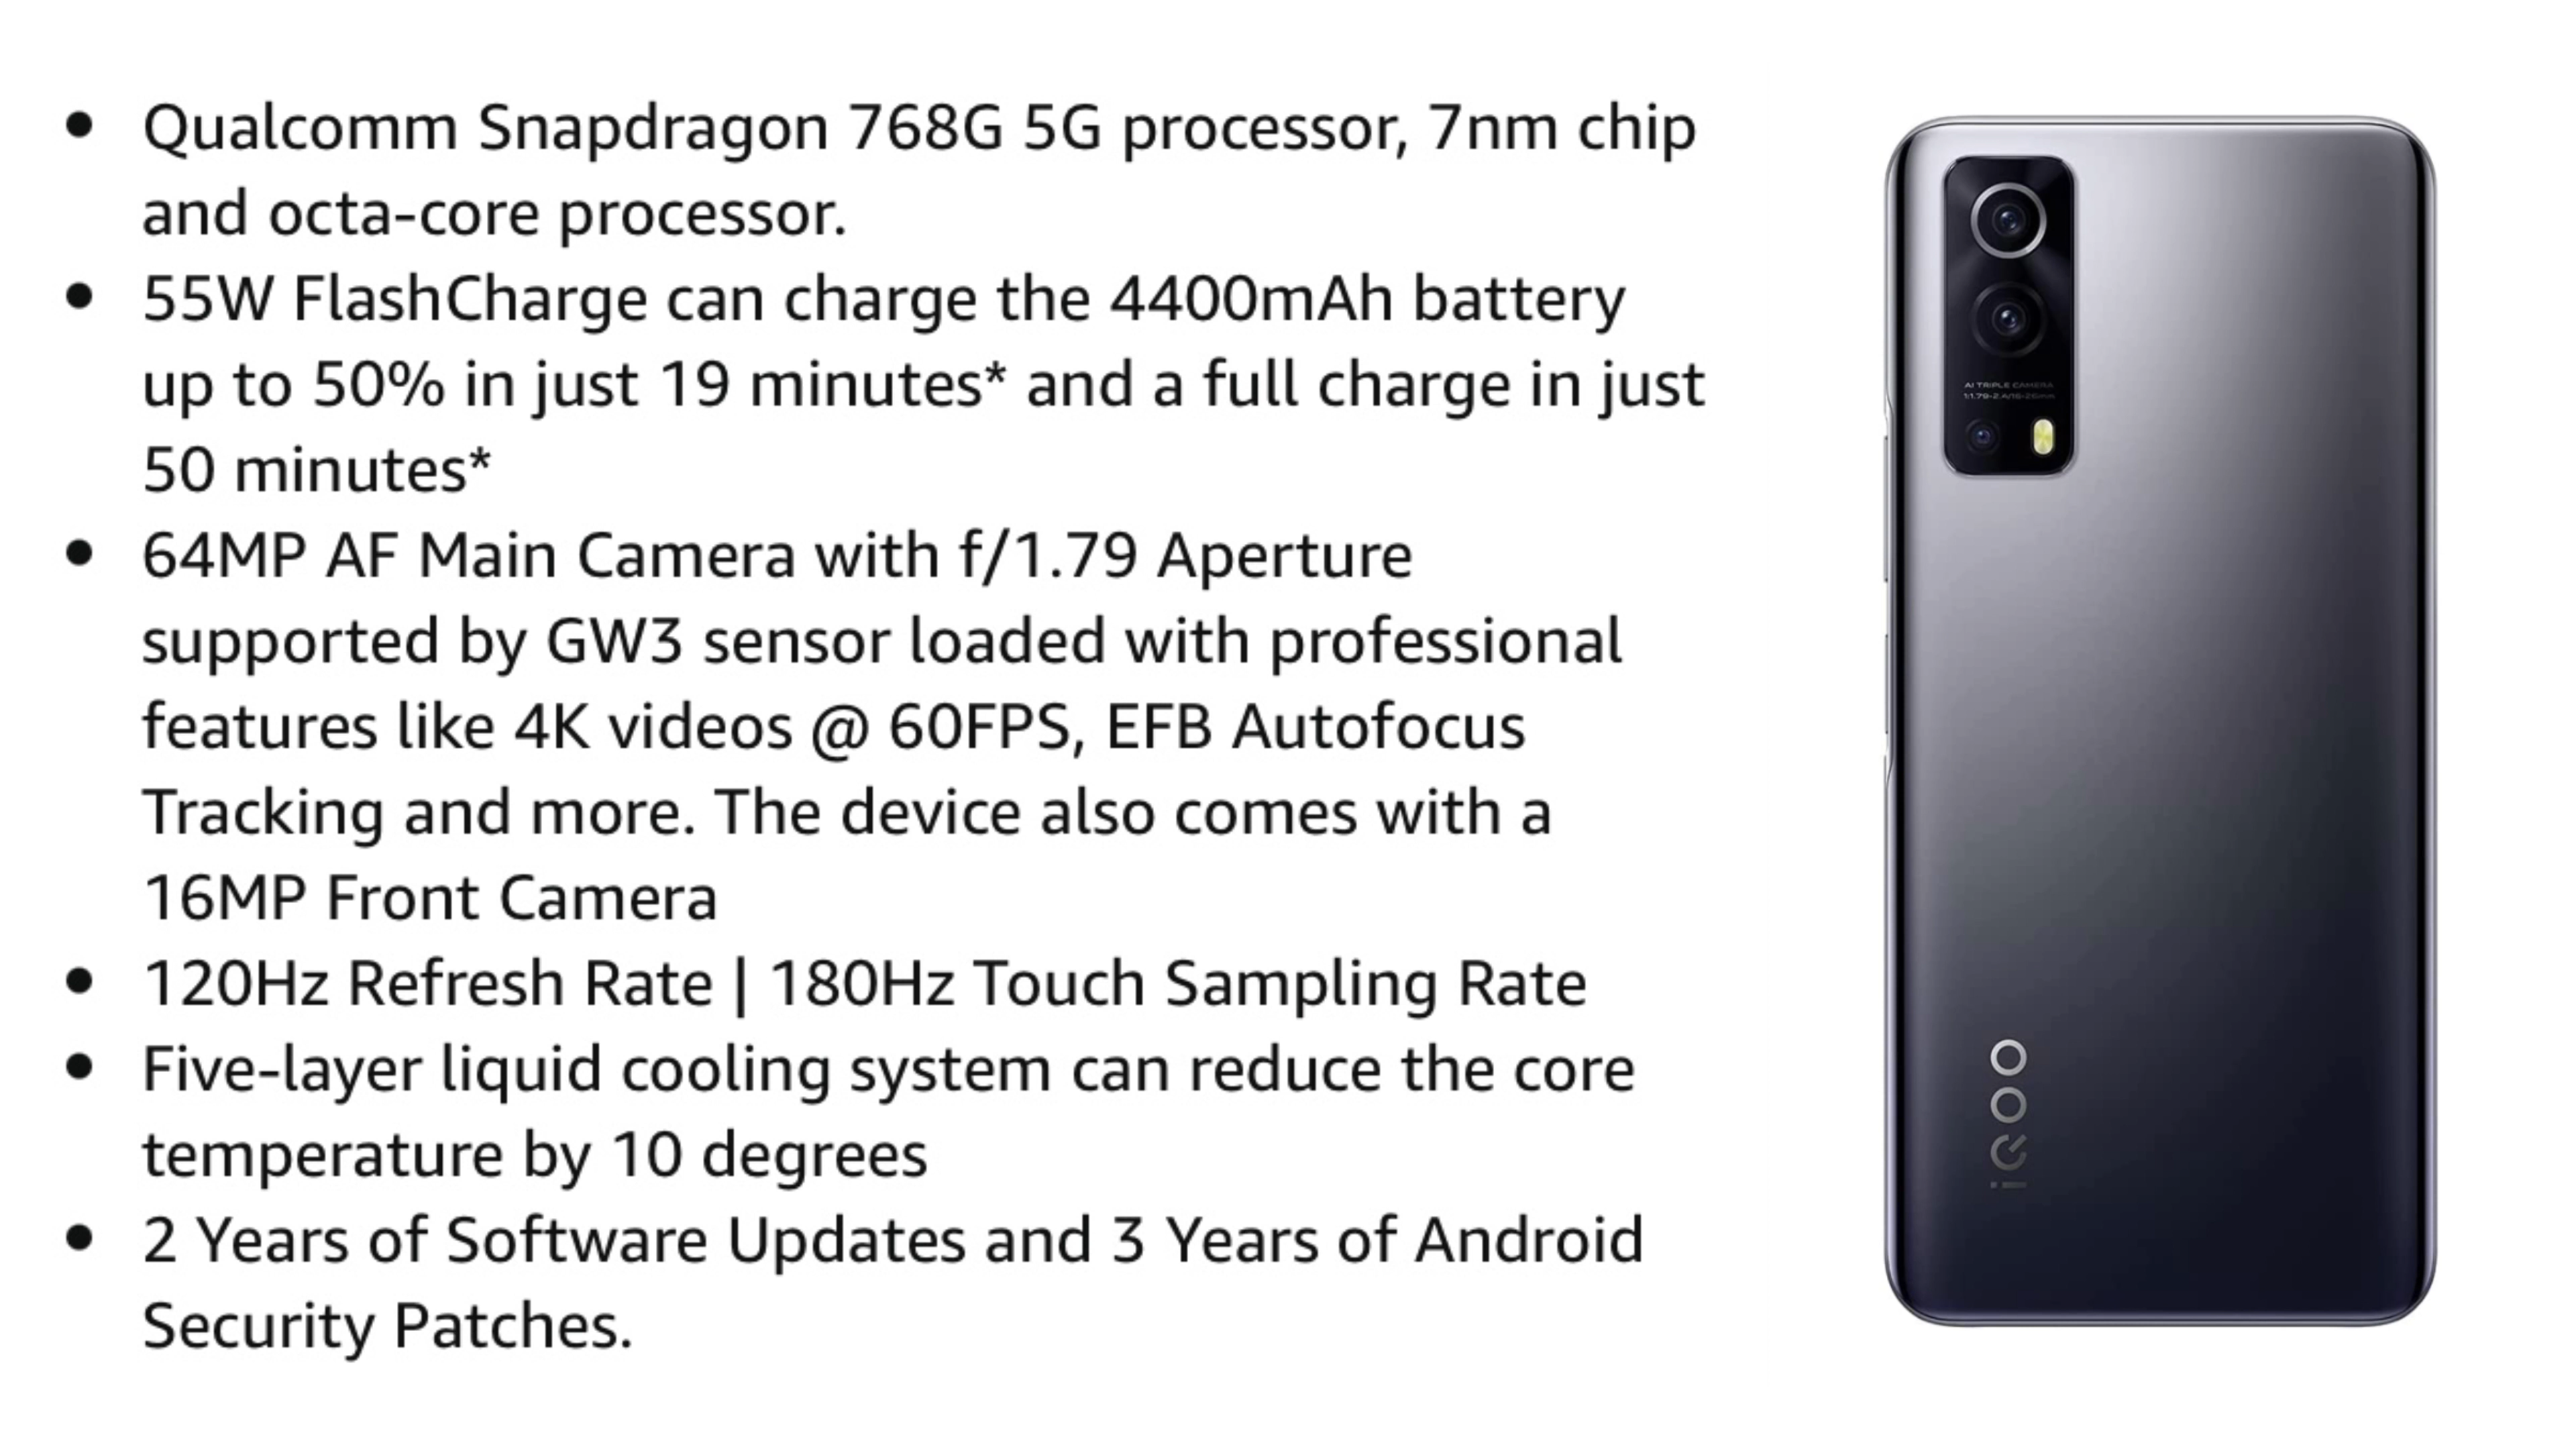 • Qualcomm Snapdragon 768G 5G processor, 7nm chip
and octa-core processor.
• 55W FlashCharge can charge the 4400mAh battery
up to 50% in just 19 minutes* and a full charge in just
50 minutes*
• 64MP AF Main Camera with f/1.79 Aperture
supported by GW3 sensor loaded with professional
features like 4K videos @ 60FPS, EFB Autofocus
Tracking and more. The device also comes with a
16MP Front Camera
• 120Hz Refresh Rate | 180Hz Touch Sampling Rate
• Five-layer liquid cooling system can reduce the core
temperature by 10 degrees
• 2 Years of Software Updates and 3 Years of Android
Security Patches.
AI TRIPLE CAMERA
iQOO